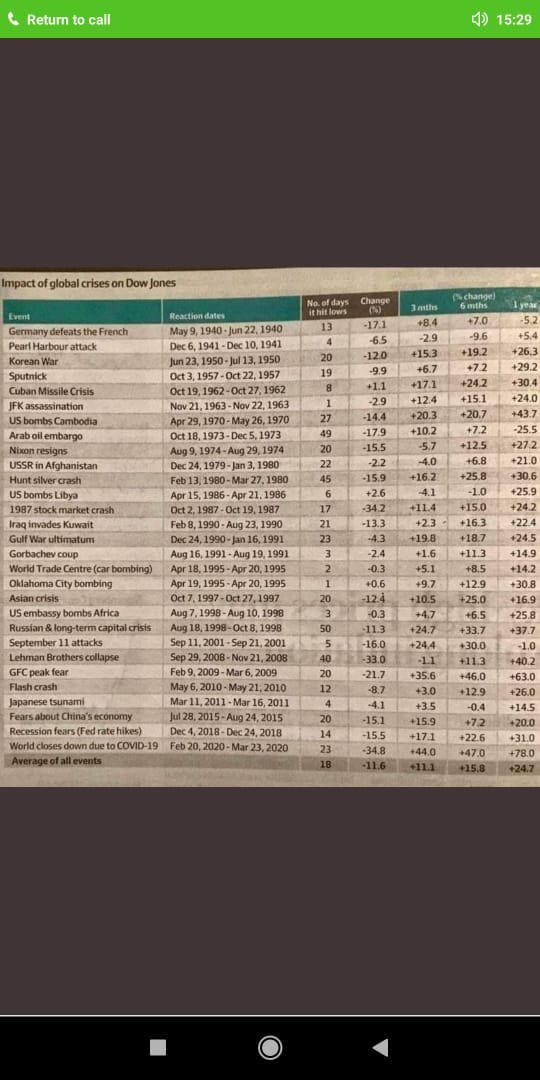 Return to call 15:29
Impact of global crises on Dow Jones
Event Reaction dates No. of days it hit lows Change (%) (% change) 3 mths 6 mths 1 year
Germany defeats the French May 9, 1940 - Jun 22, 1940 13 -17.1 +8.4 +7.0 -5.2
Pearl Harbour attack Dec 6, 1941 - Dec 10, 1941 4 -6.5 -2.9 -9.6 +5.4
Korean War Jun 23, 1950 - Jul 13, 1950 20 -12.0 +15.3 +19.2 +26.3
Sputnick Oct 3, 1957 - Oct 22, 1957 19 -9.9 +6.7 +7.2 +29.2
Cuban Missile Crisis Oct 19, 1962 - Oct 27, 1962 8 +1.1 +17.1 +24.2 +30.4
JFK assassination Nov 21, 1963 - Nov 22, 1963 1 -2.9 +12.4 +15.1 +24.0
US bombs Cambodia Apr 29, 1970 - May 26, 1970 27 -14.4 +20.3 +20.7 +43.7
Arab oil embargo Oct 18, 1973 - Dec 5, 1973 49 -17.9 +10.2 +7.2 -25.5
Nixon resigns Aug 9, 1974 - Aug 29, 1974 20 -15.5 -5.7 +12.5 +27.2
USSR in Afghanistan Dec 24, 1979 - Jan 3, 1980 22 -2.2 -4.0 +6.8 +21.0
Hunt silver crash Feb 13, 1980 - Mar 27, 1980 45 -15.9 +16.2 +25.8 +30.6
US bombs Libya Apr 15, 1986 - Apr 21, 1986 6 +2.6 -4.1 -1.0 +25.9
1987 stock market crash Oct 2, 1987 - Oct 19, 1987 17 -34.2 +11.4 +15.0 +24.2
Iraq invades Kuwait Feb 8, 1990 - Aug 23, 1990 21 -13.3 +2.3 +16.3 +22.4
Gulf War ultimatum Dec 24, 1990 - Jan 16, 1991 23 -4.3 +19.8 +18.7 +24.5
Gorbachev coup Aug 16, 1991 - Aug 19, 1991 3 -2.4 +1.6 +11.3 +14.9
World Trade Centre (car bombing) Apr 18, 1995 - Apr 20, 1995 2 -0.3 +5.1 +8.5 +14.2
Oklahoma City bombing Apr 19, 1995 - Apr 20, 1995 1 +0.6 +9.7 +12.9 +30.8
Asian crisis Oct 7, 1997 - Oct 27, 1997 20 -12.4 +10.5 +25.0 +16.9
US embassy bombs Africa Aug 7, 1998 - Aug 10, 1998 3 -0.3 +4.7 +6.5 +25.8
Russian & long-term capital crisis Aug 18, 1998 - Oct 8, 1998 50 -11.3 +24.7 +33.7 +37.7
September 11 attacks Sep 11, 2001 - Sep 21, 2001 5 -16.0 +24.4 +30.0 -1.0
Lehman Brothers collapse Sep 29, 2008 - Nov 21, 2008 40 -33.0 -1.1 +11.3 +40.2
GFC peak fear Feb 9, 2009 - Mar 6, 2009 20 -21.7 +35.6 +46.0 +63.0
Flash crash May 6, 2010 - May 21, 2010 12 -8.7 +3.0 +12.9 +26.0
Japanese tsunami Mar 11, 2011 - Mar 16, 2011 4 -4.1 +3.5 -0.4 +14.5
Fears about China's economy Jul 28, 2015 - Aug 24, 2015 20 -15.1 +15.9 +7.2 +20.0
Recession fears (Fed rate hikes) Dec 4, 2018 - Dec 24, 2018 14 -15.5 +17.1 +22.6 +31.0
World closes down due to COVID-19 Feb 20, 2020 - Mar 23, 2020 23 -34.8 +44.0 +47.0 +78.0
Average of all events 18 -11.6 +11.1 +15.8 +24.7